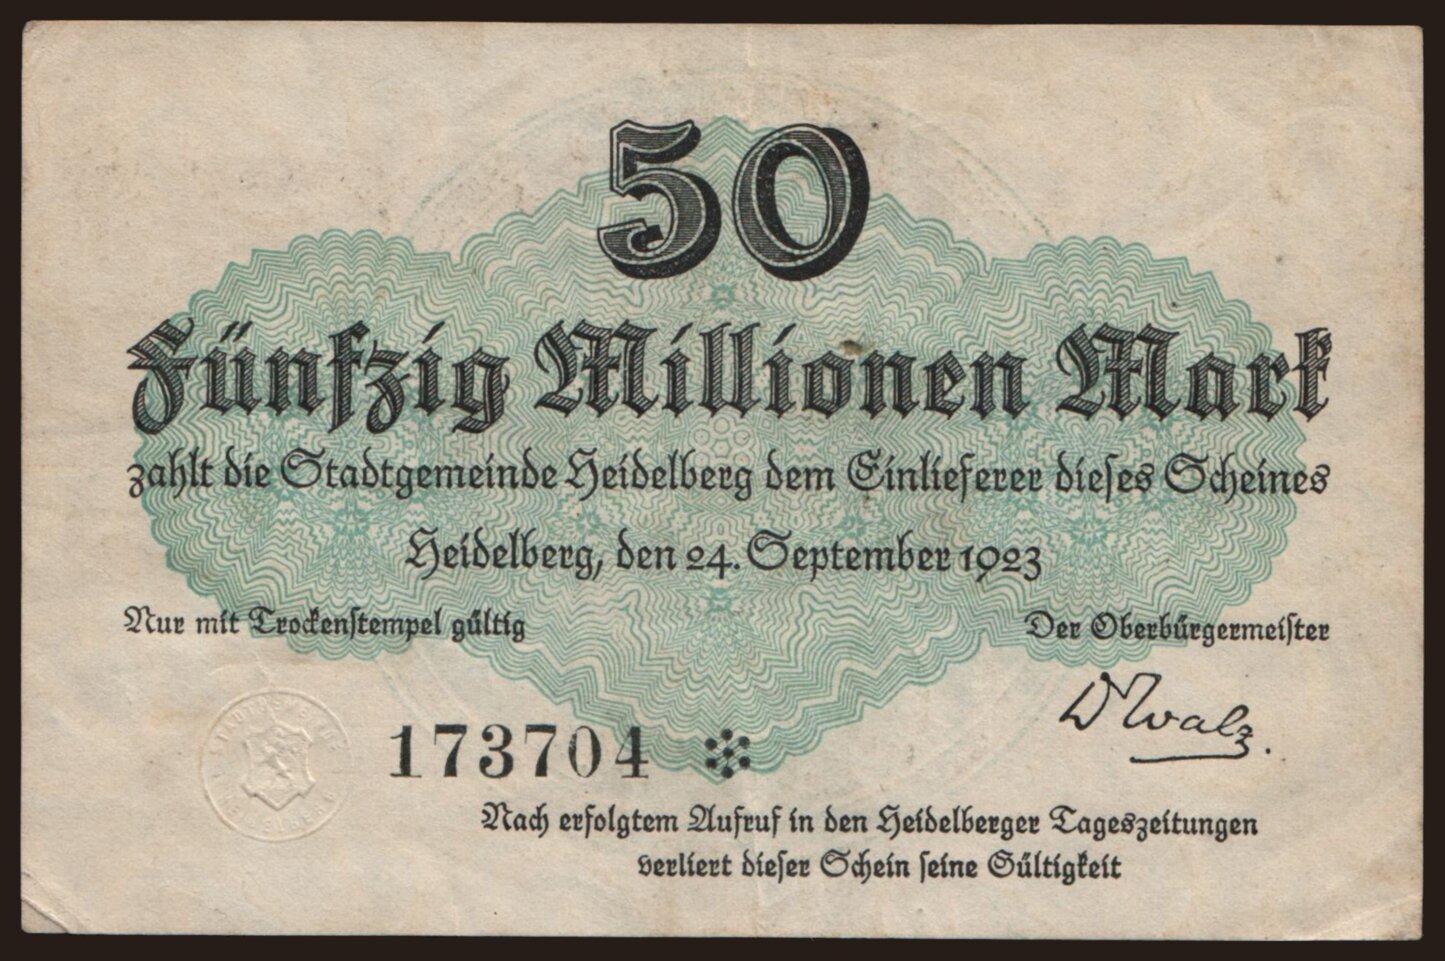 50
Fünfzig Millionen Mark
zahlt die Stadtgemeinde Heidelberg dem Einlieferer dieses Scheines
Heidelberg, den 24. September 1923
Nur mit Trockenstempel gültig
Der Oberbürgermeister
Walz.
173704
Nach erfolgtem Aufruf in den Heidelberger Tageszeitungen
verliert dieser Schein seine Gültigkeit